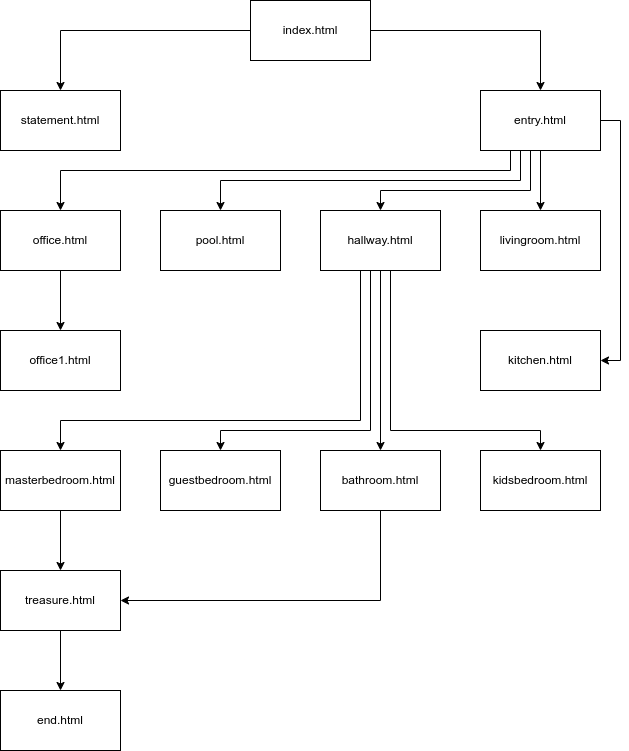 index.html
statement.html
entry.html
office.html
pool.html
hallway.html
livingroom.html
office1.html
kitchen.html
masterbedroom.html
guestbedroom.html
bathroom.html
kidsbedroom.html
treasure.html
end.html